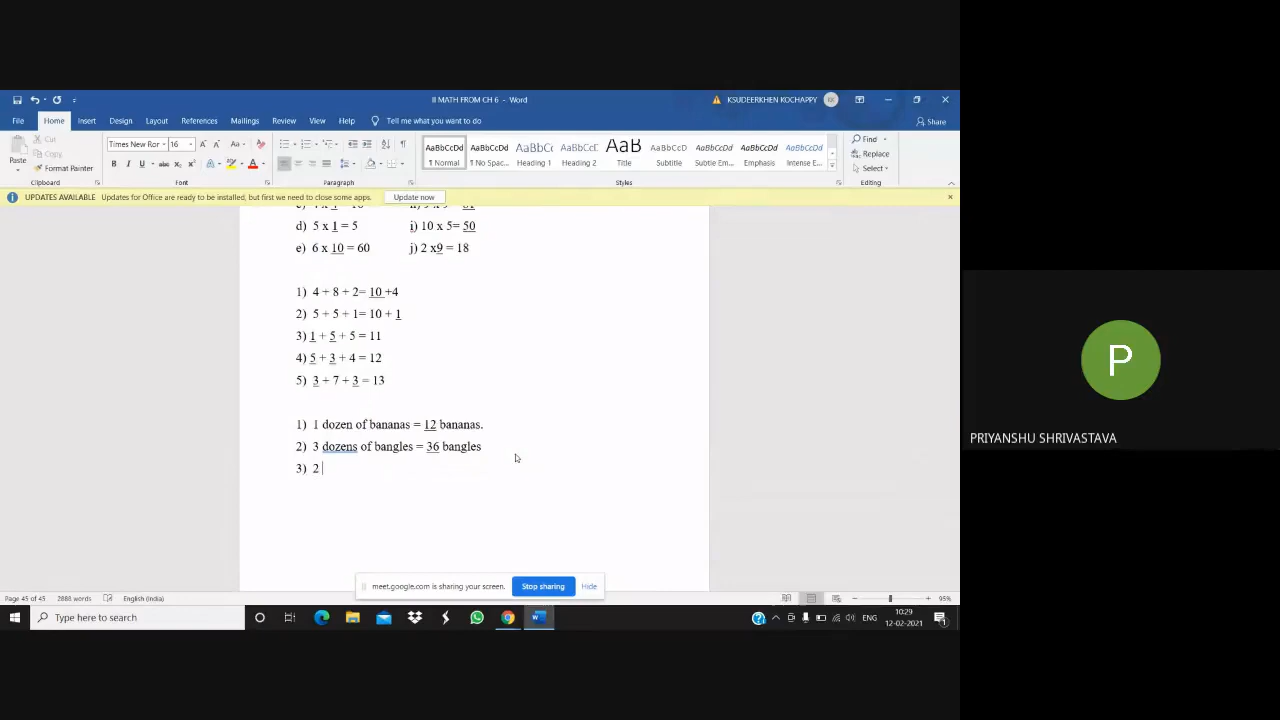 II MATH FROM CH 6 - Word
KSUDEERKHEN KOCHAPPY
File Home Insert Design Layout References Mailings Review View Help Tell me what you want to do
Share
Paste
Cut
Copy
Format Painter
Clipboard
Times New Ror 16
Font
Paragraph
AaBbCcDd AaBbCcDd AaBbCc AaBbCcD AaB AaBbCcD AaBbCcDd AaBbCcDd AaBbCcDd
¶ Normal ¶ No Spac... Heading 1 Heading 2 Title Subtitle Subtle Em... Emphasis Intense E...
Styles
Find
Replace
Select
Editing
UPDATES AVAILABLE Updates for Office are ready to be installed, but first we need to close some apps. Update now
d) 5 x 1 = 5 i) 10 x 5= 50
e) 6 x 10 = 60 j) 2 x9 = 18
1) 4 + 8 + 2= 10 +4
2) 5 + 5 + 1= 10 + 1
3) 1 + 5 + 5 = 11
4) 5 + 3 + 4 = 12
5) 3 + 7 + 3 = 13
1) 1 dozen of bananas = 12 bananas.
2) 3 dozens of bangles = 36 bangles
3) 2
meet.google.com is sharing your screen. Stop sharing Hide
Page 45 of 45 2888 words English (India) 95%
Type here to search
ENG
10:29
12-02-2021
P
PRIYANSHU SHRIVASTAVA